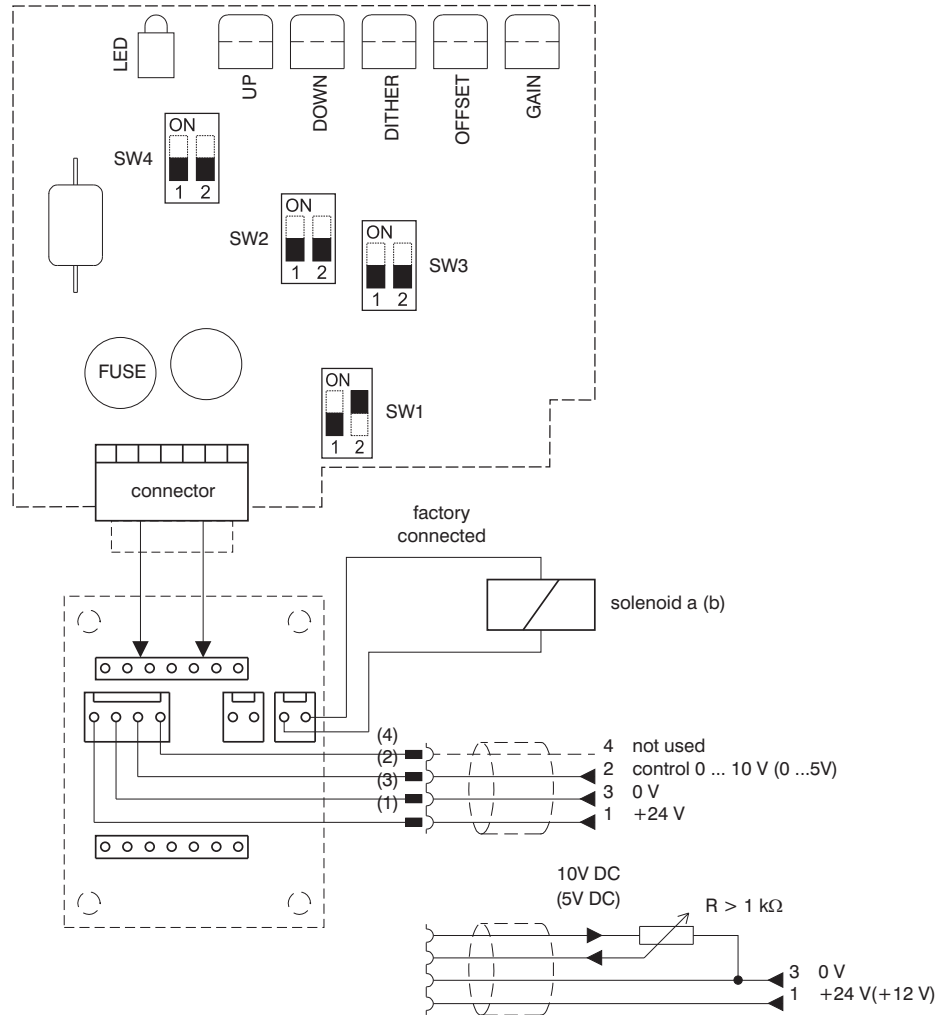 LED
UP
DOWN
DITHER
OFFSET
GAIN
ON
SW4
1 2
ON
SW2
1 2
ON
SW3
1 2
FUSE
ON
SW1
1 2
connector
factory
connected
solenoid a (b)
(4)
4 not used
(2)
2 control 0 ... 10 V (0 ...5V)
(3)
3 0 V
(1)
1 +24 V
10V DC
(5V DC)
R > 1 kΩ
3 0 V
1 +24 V(+12 V)